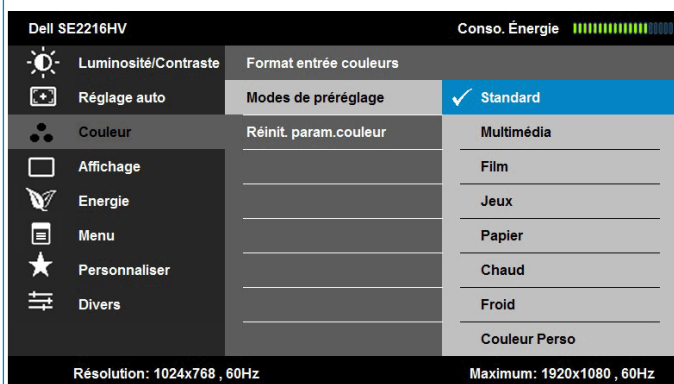 Dell SE2216HV Conso. Énergie
Luminosité/Contraste Format entrée couleurs
Réglage auto Modes de préréglage Standard
Couleur Réinit. param.couleur Multimédia
Affichage Film
Energie Jeux
Menu Papier
Personnaliser Chaud
Divers Froid
Couleur Perso
Résolution: 1024x768 , 60Hz Maximum: 1920x1080 , 60Hz